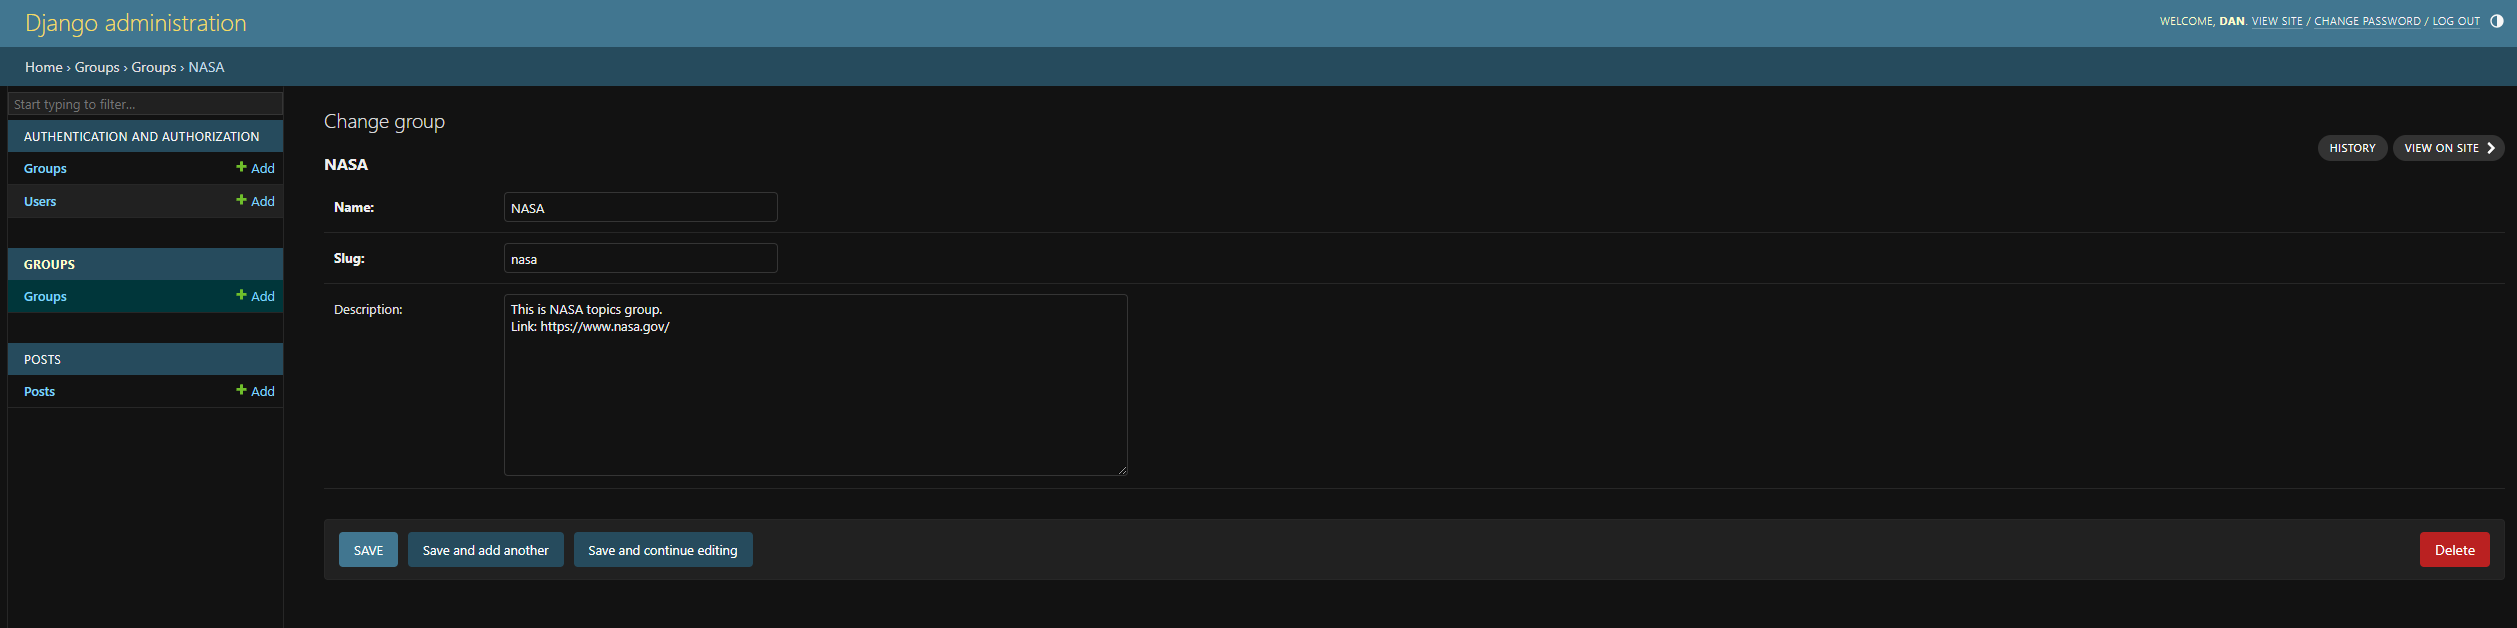 Django administration
WELCOME, DAN. VIEW SITE / CHANGE PASSWORD / LOG OUT
Home › Groups › Groups › NASA
Start typing to filter...
AUTHENTICATION AND AUTHORIZATION
Groups + Add
Users + Add
GROUPS
Groups + Add
POSTS
Posts + Add
Change group
HISTORY
VIEW ON SITE
NASA
Name: NASA
Slug: nasa
Description: This is NASA topics group.
Link: https://www.nasa.gov/
SAVE
Save and add another
Save and continue editing
Delete